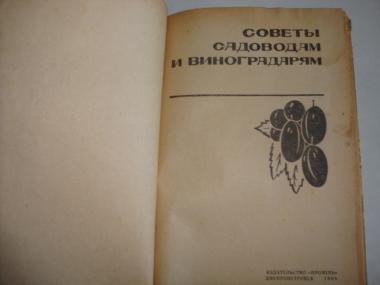 СОВЕТЫ
САДОВОДАМ
И ВИНОГРАДАРЯМ
ИЗДАТЕЛЬСТВО «ПРОМІНЬ»
ДНЕПРОПЕТРОВСК